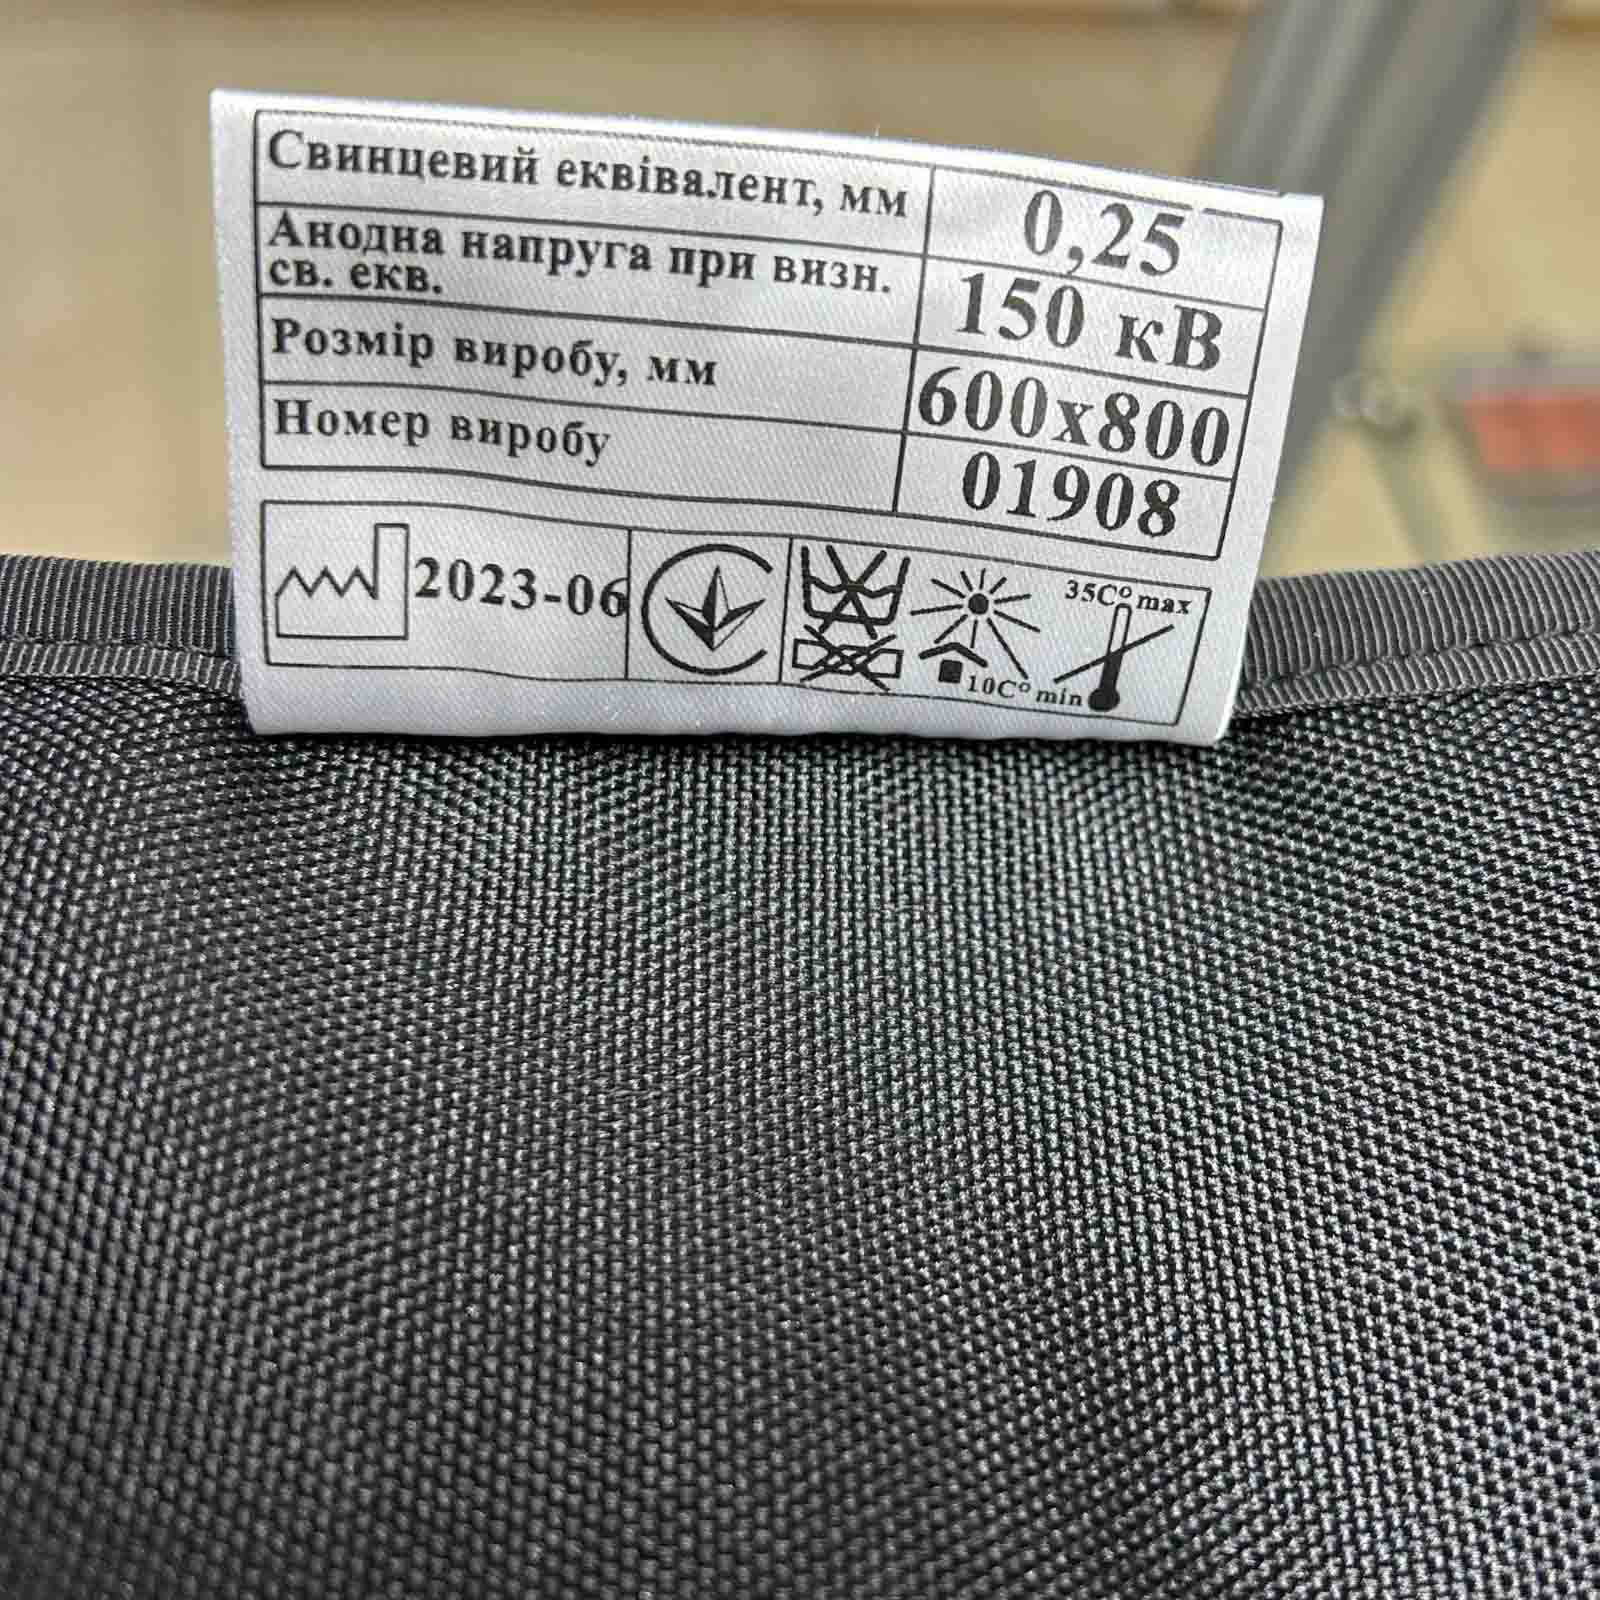 Свинцевий еквівалент, мм 0,25
Анодна напруга при визн.
св. екв. 150 кВ
Розмір виробу, мм 600х800
Номер виробу 01908
2023-06
35C° max
10C° min